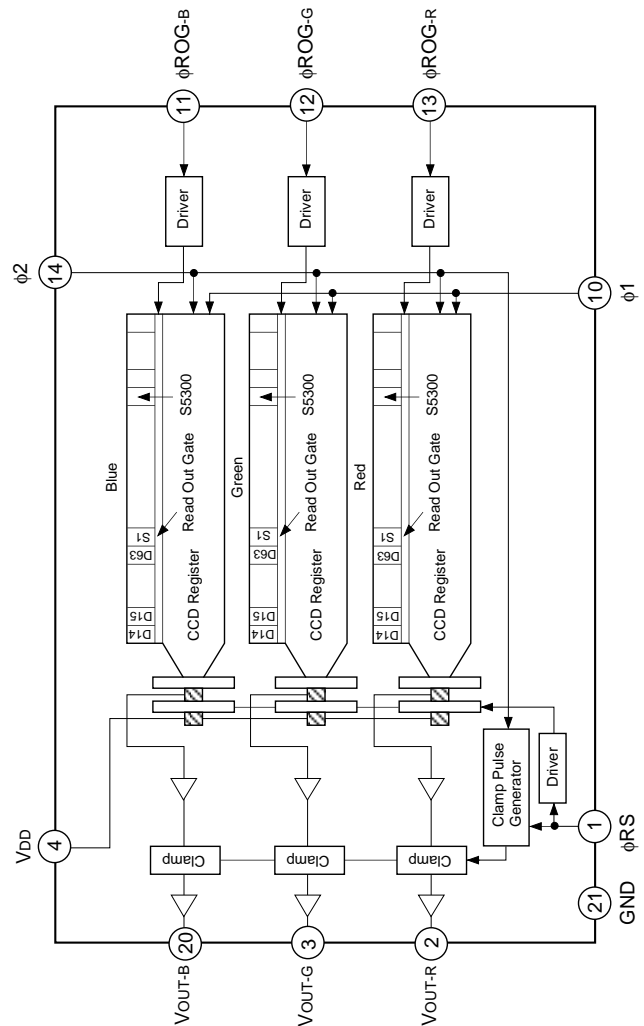 φROG-B
φROG-G
φROG-R
11
12
13
Driver
Driver
Driver
φ2
14
10
φ1
Blue
D14
D15
D63
S1
S5300
Read Out Gate
CCD Register
Green
D14
D15
D63
S1
S5300
Read Out Gate
CCD Register
Red
D14
D15
D63
S1
S5300
Read Out Gate
CCD Register
VDD
4
Clamp
Clamp
Clamp
Clamp Pulse
Generator
Driver
1
φRS
21
GND
20
3
2
VOUT-B
VOUT-G
VOUT-R